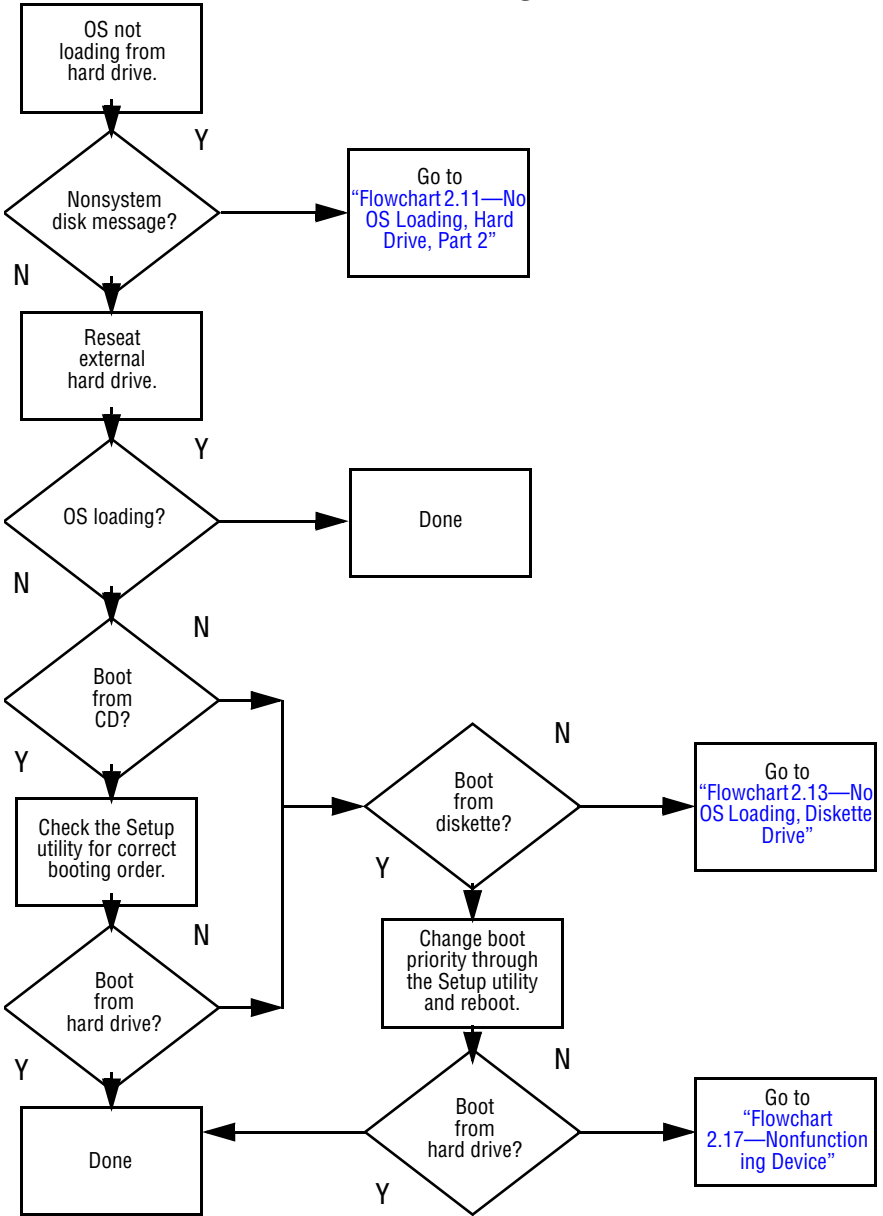 OS not
loading from
hard drive.
Y
Nonsystem
disk message?
Go to
“Flowchart 2.11—No
OS Loading, Hard
Drive, Part 2”
N
Reseat
external
hard drive.
Y
OS loading?
Done
N
N
Boot
from
CD?
Y
Check the Setup
utility for correct
booting order.
N
Boot
from
hard drive?
Y
Done
N
Boot
from
diskette?
Go to
“Flowchart 2.13—No
OS Loading, Diskette
Drive”
Y
Change boot
priority through
the Setup utility
and reboot.
N
Boot
from
hard drive?
Go to
“Flowchart
2.17—Nonfunction
ing Device”
Y